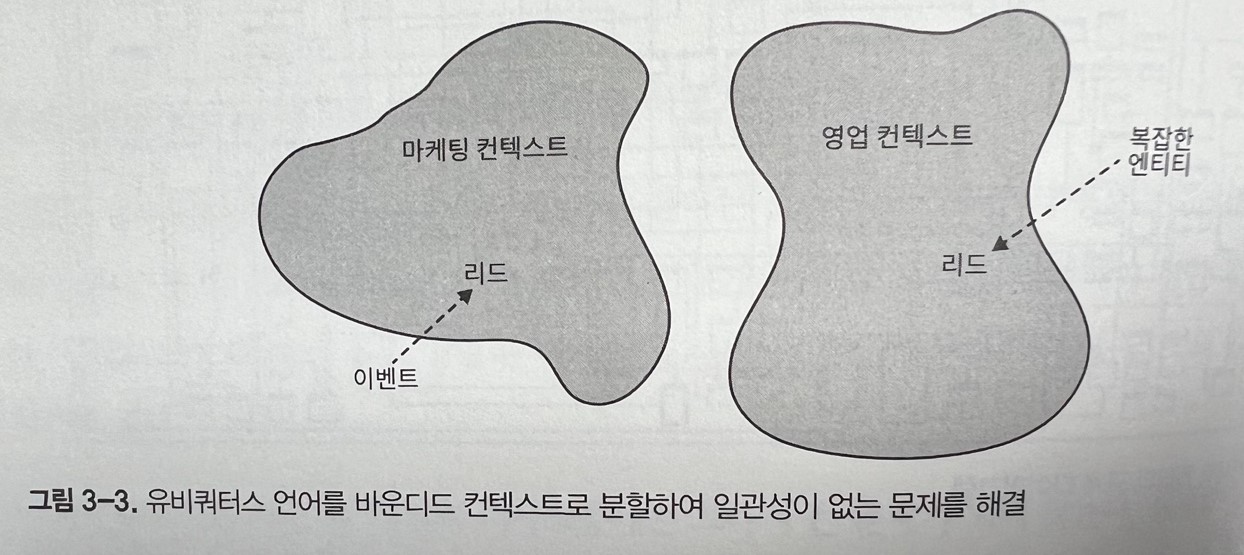 마케팅 컨텍스트
리드
이벤트
영업 컨텍스트
리드
복잡한
엔티티
그림 3-3. 유비쿼터스 언어를 바운디드 컨텍스트로 분할하여 일관성이 없는 문제를 해결